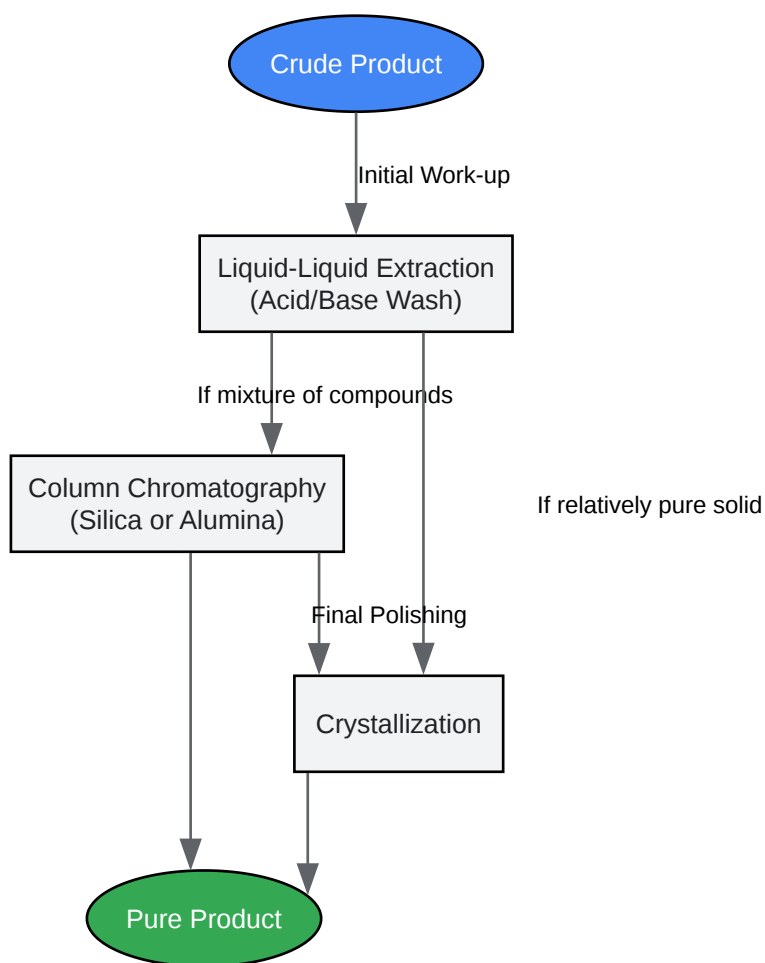 Crude Product
Initial Work-up
Liquid-Liquid Extraction
(Acid/Base Wash)
If mixture of compounds
Column Chromatography
(Silica or Alumina)
If relatively pure solid
Final Polishing
Crystallization
Pure Product